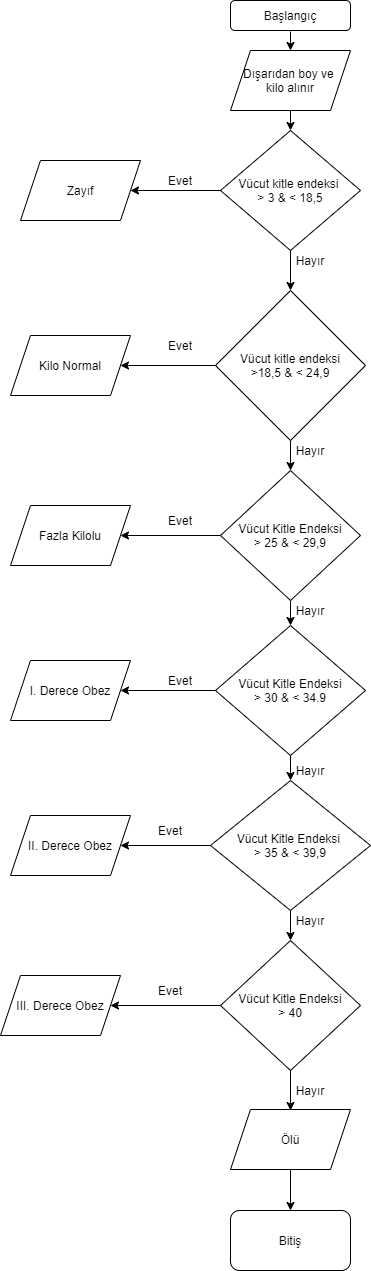 Başlangıç
Dışarıdan boy ve
kilo alınır
Vücut kitle endeksi
> 3 & < 18,5
Evet
Zayıf
Hayır
Vücut kitle endeksi
>18,5 & < 24,9
Evet
Kilo Normal
Hayır
Vücut Kitle Endeksi
> 25 & < 29,9
Evet
Fazla Kilolu
Hayır
Vücut Kitle Endeksi
> 30 & < 34.9
Evet
I. Derece Obez
Hayır
Vücut Kitle Endeksi
> 35 & < 39,9
Evet
II. Derece Obez
Hayır
Vücut Kitle Endeksi
> 40
Evet
III. Derece Obez
Hayır
Ölü
Bitiş